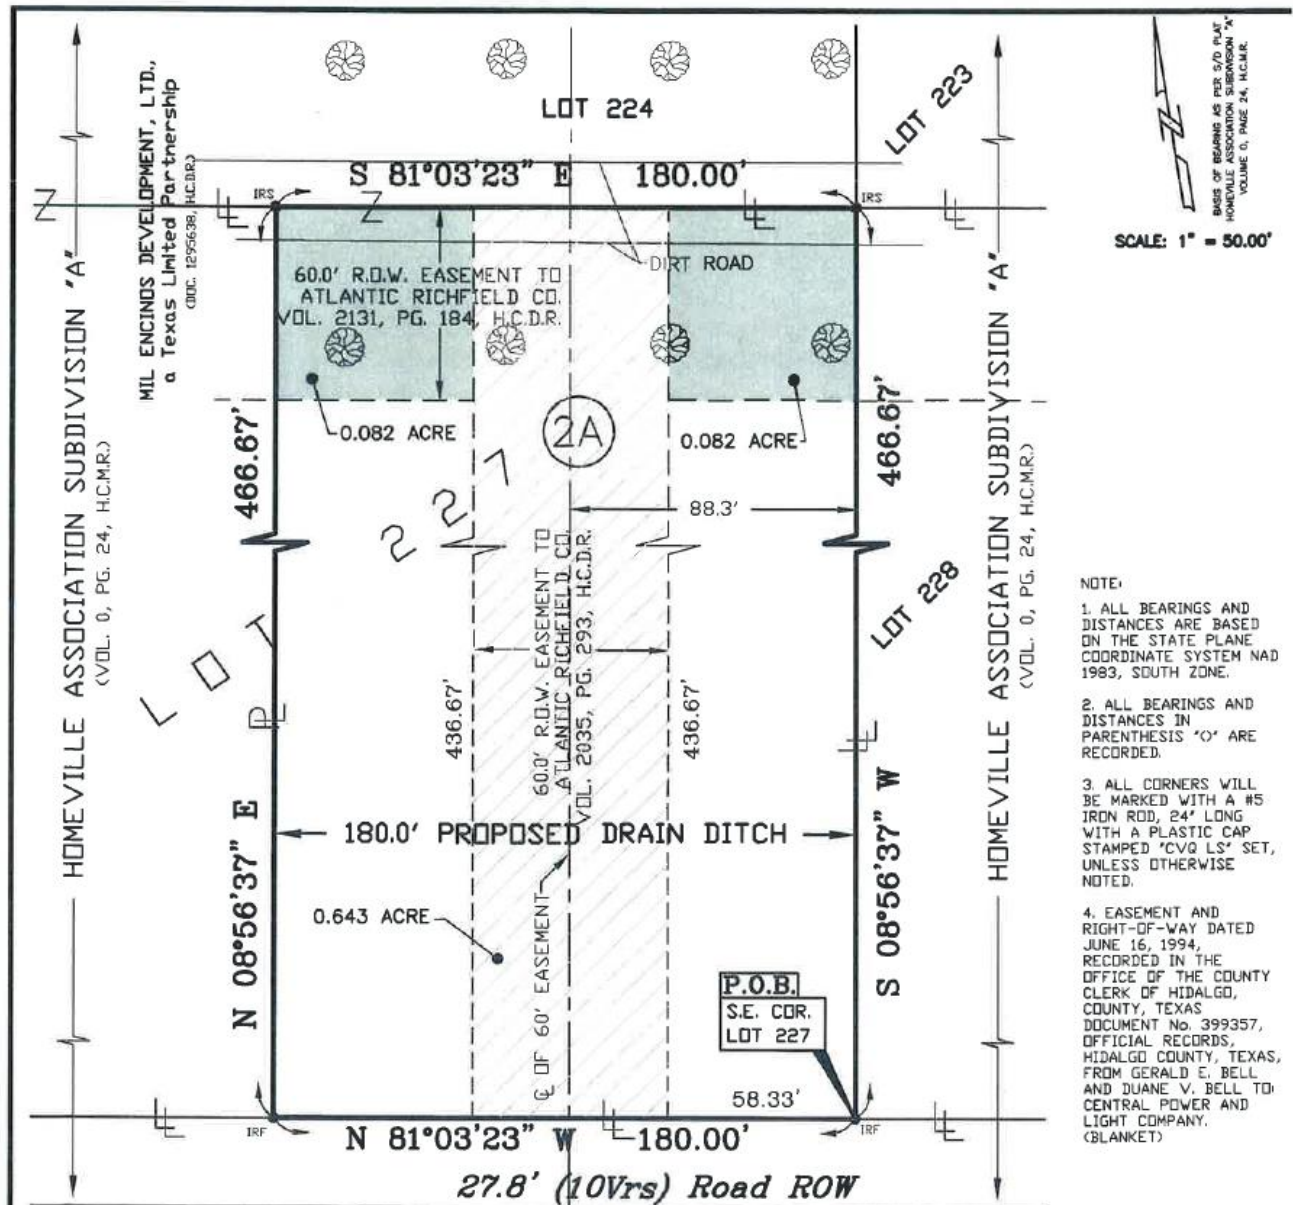 LOT 224
LOT 223
MIL ENCINOS DEVELOPMENT, LTD.,
a Texas Limited Partnership
(DOC. 1295638, H.C.D.R.)
BASIS OF BEARING AS PER S/D PLAT
HOMEVILLE ASSOCIATION SUBDIVISION "A"
VOLUME 0, PAGE 24, H.C.M.R.
SCALE: 1" = 50.00'
S 81°03'23" E 180.00'
IRS
IRS
DIRT ROAD
60.0' R.O.W. EASEMENT TO
ATLANTIC RICHFIELD CO.
VOL. 2131, PG. 184, H.C.D.R.
0.082 ACRE
0.082 ACRE
2A
88.3'
HOMEVILLE ASSOCIATION SUBDIVISION "A"
(VOL. 0, PG. 24, H.C.M.R.)
466.67'
N 08°56'37" E
LOT 227
60.0' R.O.W. EASEMENT TO
ATLANTIC RICHFIELD CO.
VOL. 2035, PG. 293, H.C.D.R.
436.67'
436.67'
466.67'
S 08°56'37" W
LOT 228
HOMEVILLE ASSOCIATION SUBDIVISION "A"
(VOL. 0, PG. 24, H.C.M.R.)
180.0' PROPOSED DRAIN DITCH
0.643 ACRE
℄ OF 60' EASEMENT
P.O.B.
S.E. COR.
LOT 227
58.33'
IRF
IRF
N 81°03'23" W 180.00'
27.8' (10Vrs) Road ROW
NOTE:
1. ALL BEARINGS AND
DISTANCES ARE BASED
ON THE STATE PLANE
COORDINATE SYSTEM NAD
1983, SOUTH ZONE.
2. ALL BEARINGS AND
DISTANCES IN
PARENTHESIS "()" ARE
RECORDED.
3. ALL CORNERS WILL
BE MARKED WITH A #5
IRON ROD, 24" LONG
WITH A PLASTIC CAP
STAMPED "CVQ LS" SET,
UNLESS OTHERWISE
NOTED.
4. EASEMENT AND
RIGHT-OF-WAY DATED
JUNE 16, 1994,
RECORDED IN THE
OFFICE OF THE COUNTY
CLERK OF HIDALGO,
COUNTY, TEXAS
DOCUMENT No. 399357,
OFFICIAL RECORDS,
HIDALGO COUNTY, TEXAS,
FROM GERALD E. BELL
AND DUANE V. BELL TO:
CENTRAL POWER AND
LIGHT COMPANY.
(BLANKET)